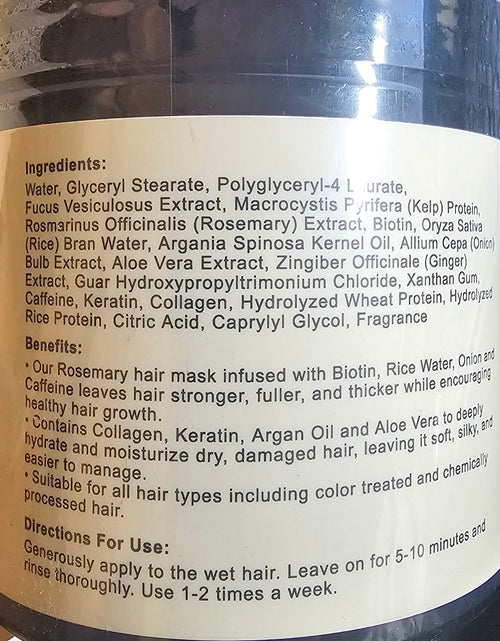 Ingredients:
Water, Glyceryl Stearate, Polyglyceryl-4 L urate,
Fucus Vesiculosus Extract, Macrocystis Pyrifera (Kelp) Protein,
Rosmarinus Officinalis (Rosemary) Extract, Biotin, Oryza Sativa
(Rice) Bran Water, Argania Spinosa Kernel Oil, Allium Cepa (Onion)
Bulb Extract, Aloe Vera Extract, Zingiber Officinale (Ginger)
Extract, Guar Hydroxypropyltrimonium Chloride, Xanthan Gum,
Caffeine, Keratin, Collagen, Hydrolyzed Wheat Protein, Hydrolyzed
Rice Protein, Citric Acid, Caprylyl Glycol, Fragrance
Benefits:
• Our Rosemary hair mask infused with Biotin, Rice Water, Onion and
Caffeine leaves hair stronger, fuller, and thicker while encouraging
healthy hair growth.
• Contains Collagen, Keratin, Argan Oil and Aloe Vera to deeply
hydrate and moisturize dry, damaged hair, leaving it soft, silky, and
easier to manage.
• Suitable for all hair types including color treated and chemically
processed hair.
Directions For Use:
Generously apply to the wet hair. Leave on for 5-10 minutes and
rinse thoroughly. Use 1-2 times a week.